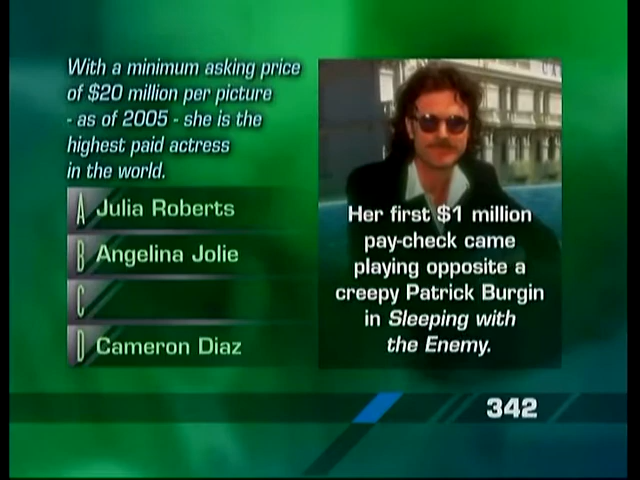 With a minimum asking price
of $20 million per picture
- as of 2005 - she is the
highest paid actress
in the world.
A Julia Roberts
B Angelina Jolie
C
D Cameron Diaz
Her first $1 million
pay-check came
playing opposite a
creepy Patrick Burgin
in Sleeping with
the Enemy.
342